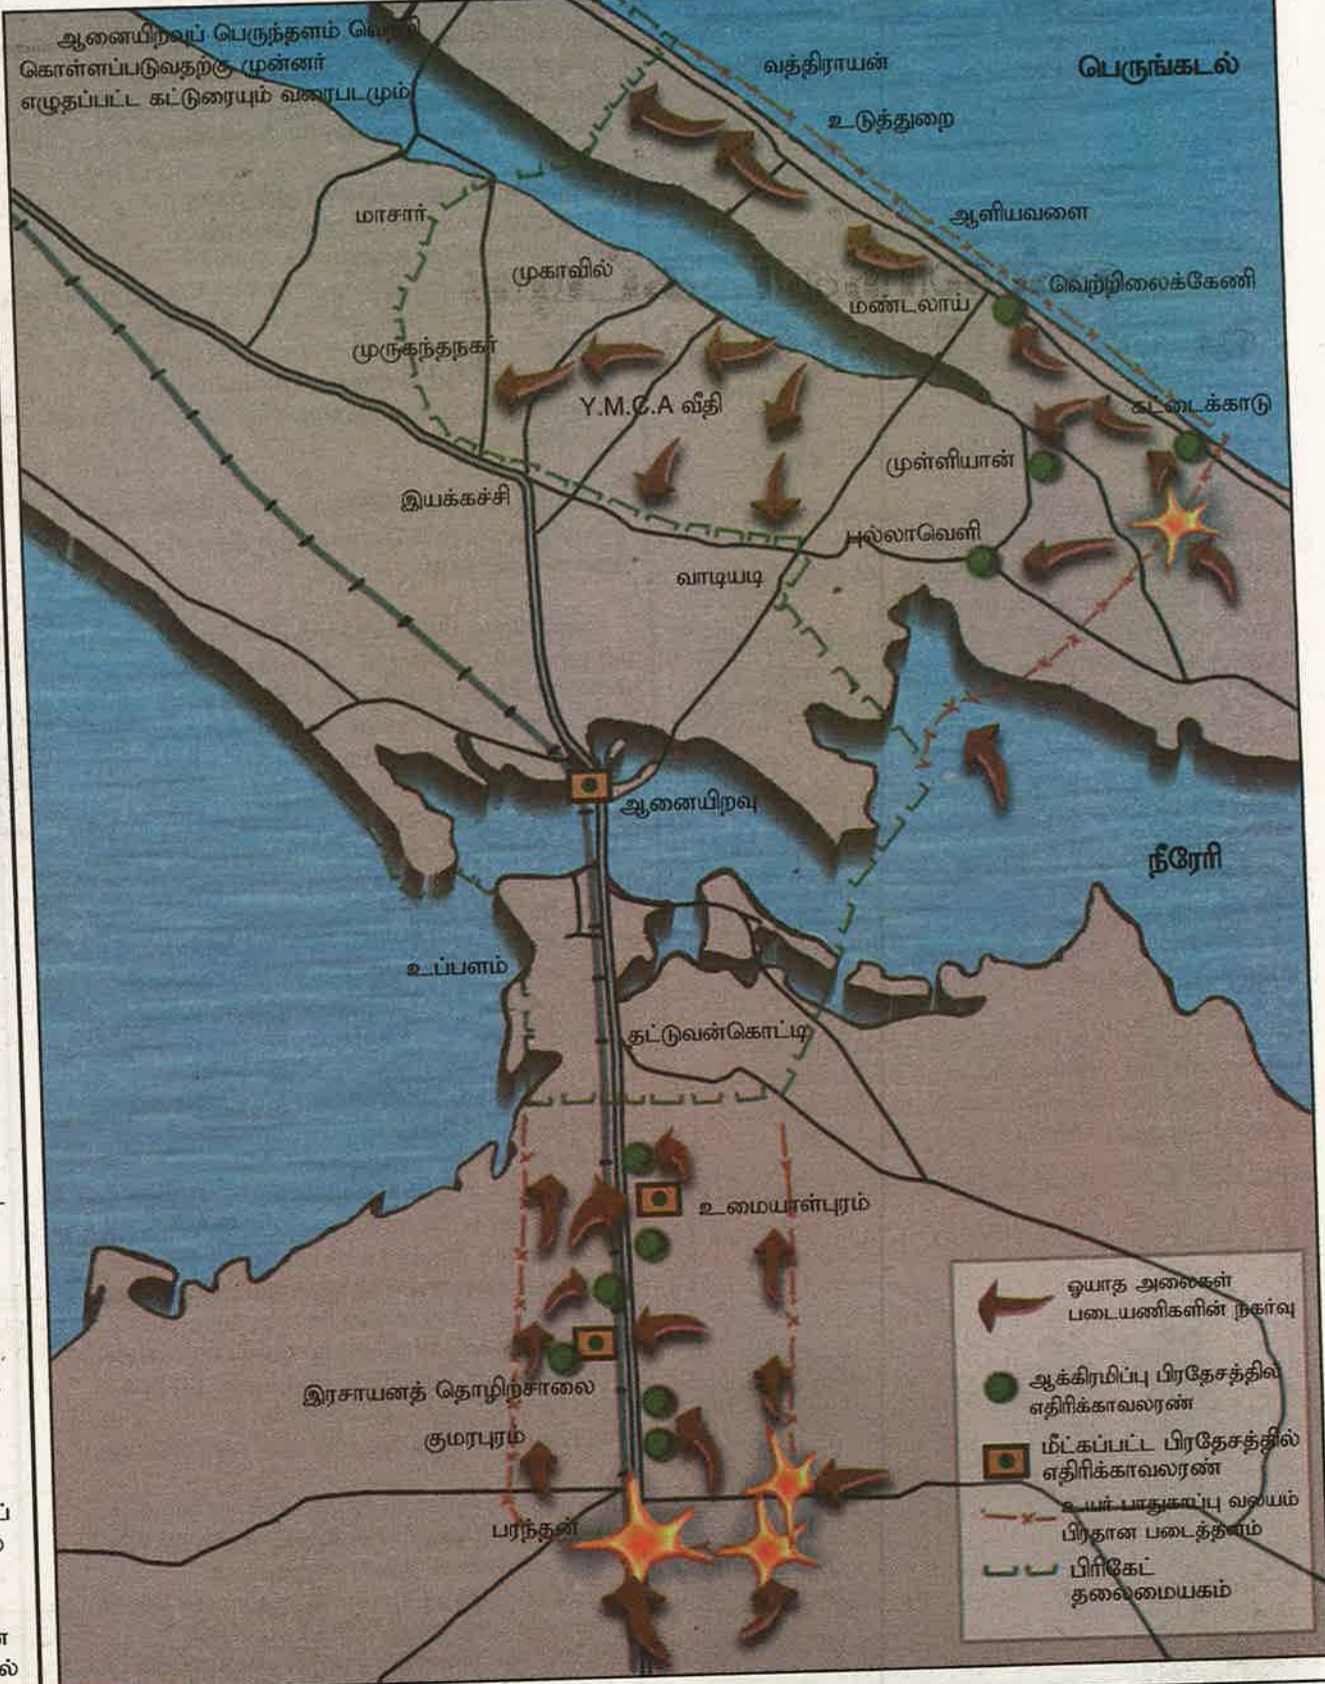 ஆனையிறவுப் பெருந்தளம் வெற்றி
கொள்ளப்படுவதற்கு முன்னர்
எழுதப்பட்ட கட்டுரையும் வரைபடமும்
பெருங்கடல்
வத்திராயன்
உடுத்துறை
ஆளியவளை
மாசார்
முகாவில்
வெற்றிலைக்கேணி
மண்டலாய்
முருகந்தநகர்
Y.M.C.A வீதி
கட்டைக்காடு
முள்ளியான்
இயக்கச்சி
புல்லாவெளி
வாடியடி
ஆனையிறவு
நீரேரி
உப்பளம்
தட்டுவன்கொட்டி
உமையாள்புரம்
இரசாயனத் தொழிற்சாலை
குமரபுரம்
பரந்தன்
ஓயாத அலைகள்
படையணிகளின் நகர்வு
ஆக்கிரமிப்பு பிரதேசத்தில்
எதிரிக்காவலரண்
மீட்கப்பட்ட பிரதேசத்தில்
எதிரிக்காவலரண்
உயர் பாதுகாப்பு வலயம்
பிரதான படைத்தளம்
பிரிகேட்
தலைமையகம்